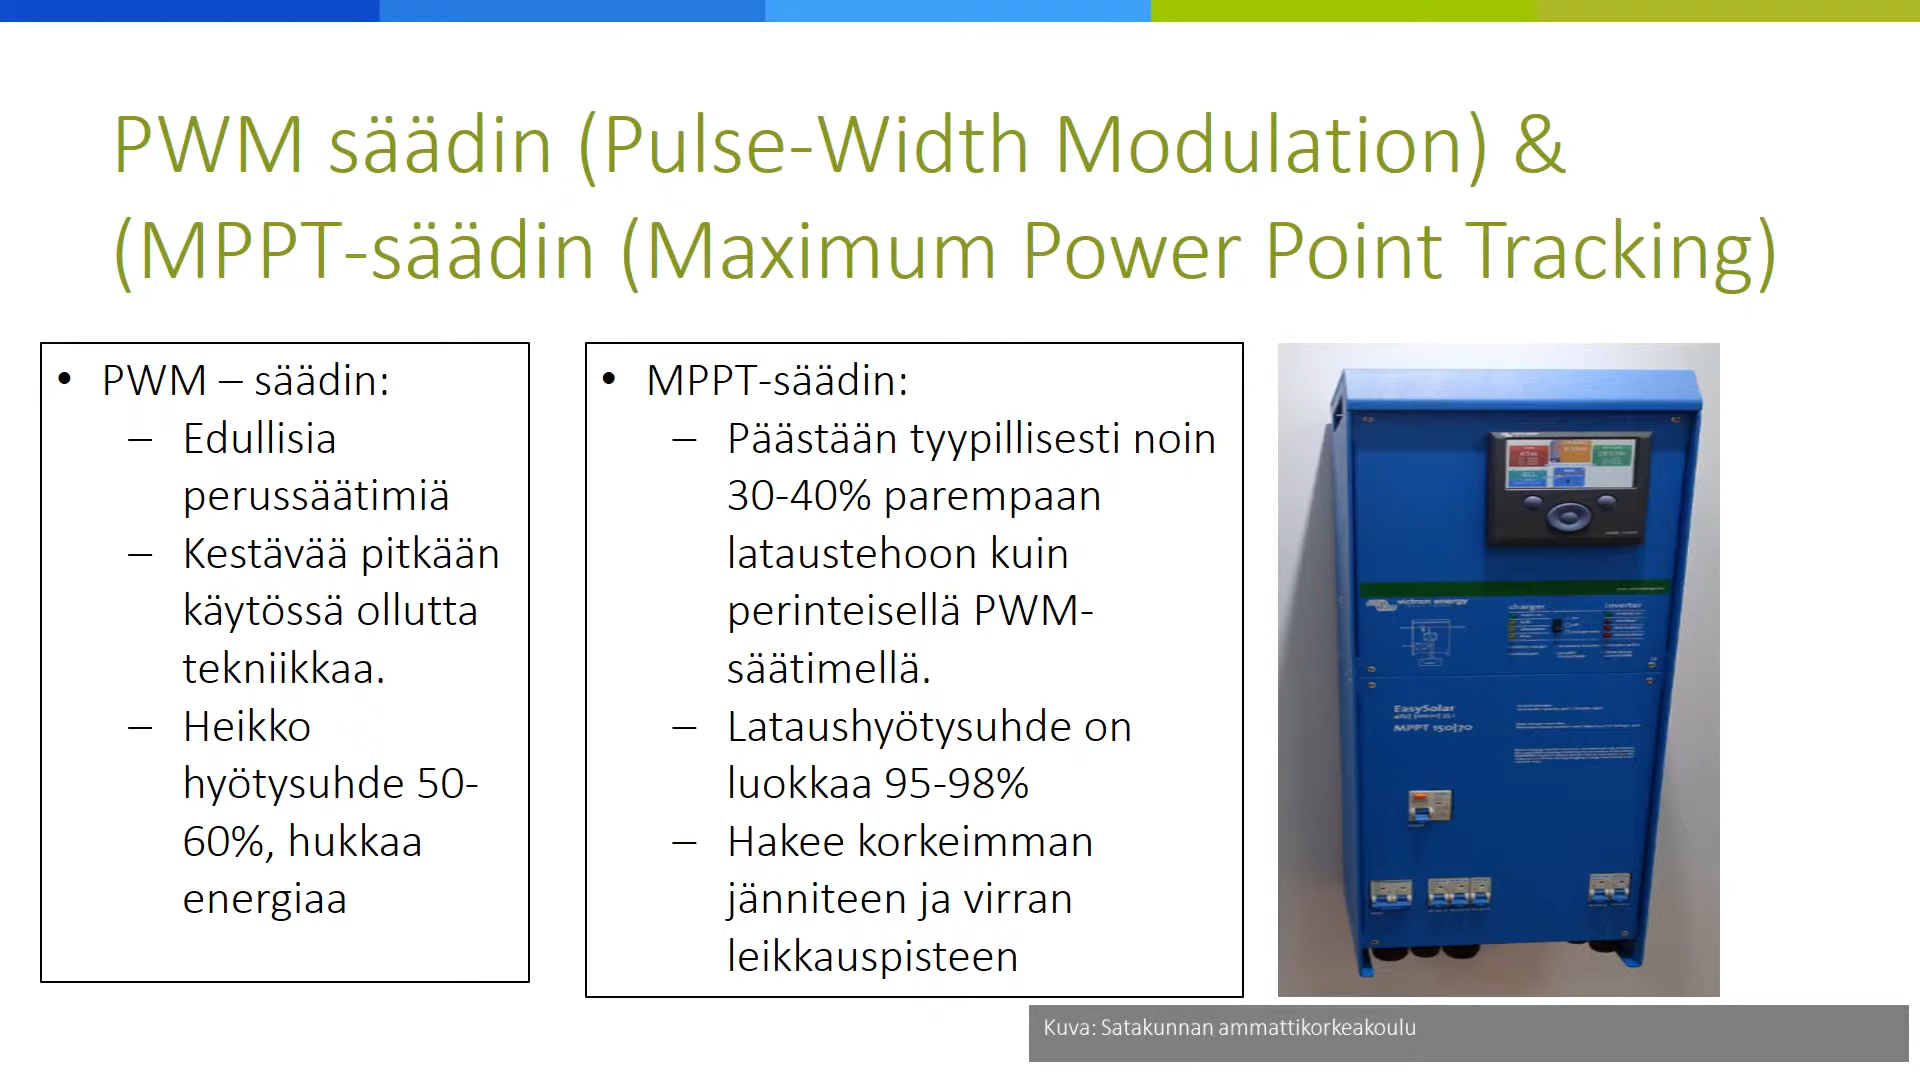 PWM säädin (Pulse-Width Modulation) &
(MPPT-säädin (Maximum Power Point Tracking)
• PWM – säädin:
– Edullisia
perussäätimiä
– Kestävää pitkään
käytössä ollutta
tekniikkaa.
– Heikko
hyötysuhde 50-
60%, hukkaa
energiaa
• MPPT-säädin:
– Päästään tyypillisesti noin
30-40% parempaan
lataustehoon kuin
perinteisellä PWM-
säätimellä.
– Lataushyötysuhde on
luokkaa 95-98%
– Hakee korkeimman
jänniteen ja virran
leikkauspisteen
victron energy
charger
inverter
EasySolar
MPPT 150|70
Kuva: Satakunnan ammattikorkeakoulu